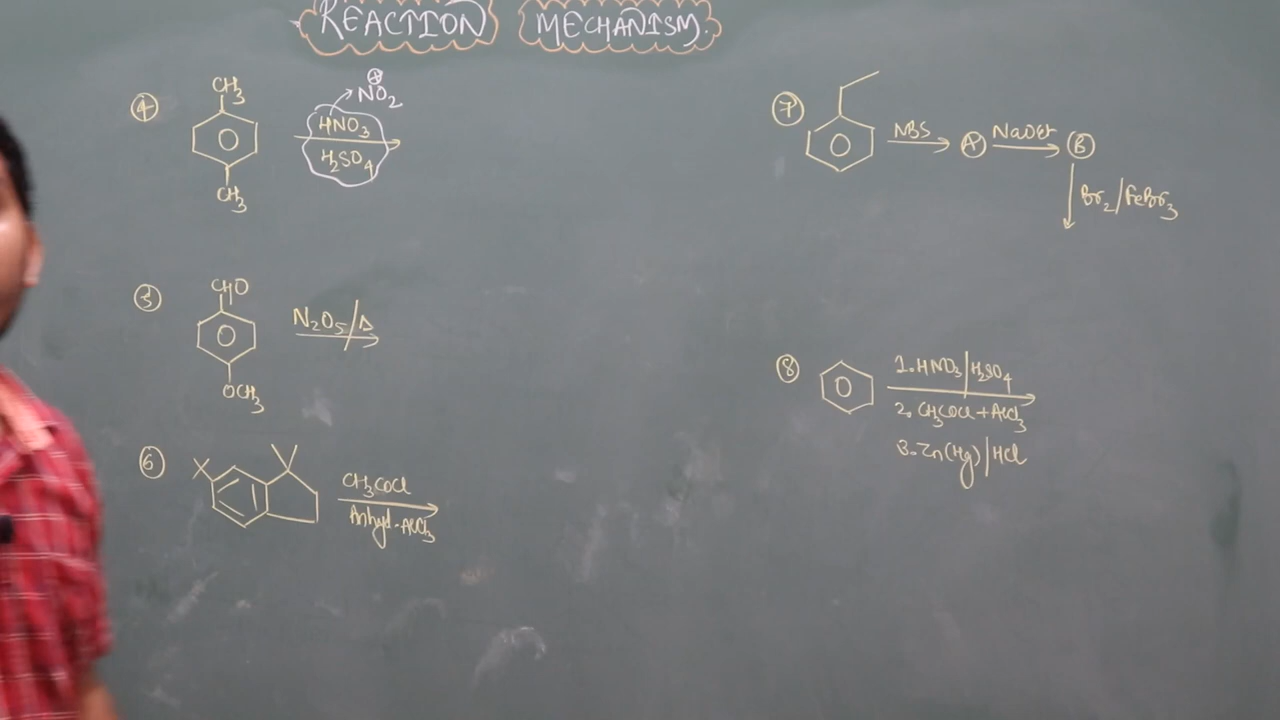 REACTION MECHANISM.
4
CH3
HNO3
H2SO4
⊕
NO2
CH3
5
CHO
N2O5/Δ
OCH3
6
X
CH3COCl
Anhyd. AlCl3
7
NBS
A
NaOEt
B
Br2/FeBr3
8
1. HNO3/H2SO4
2. CH3COCl + AlCl3
3. Zn(Hg)/HCl